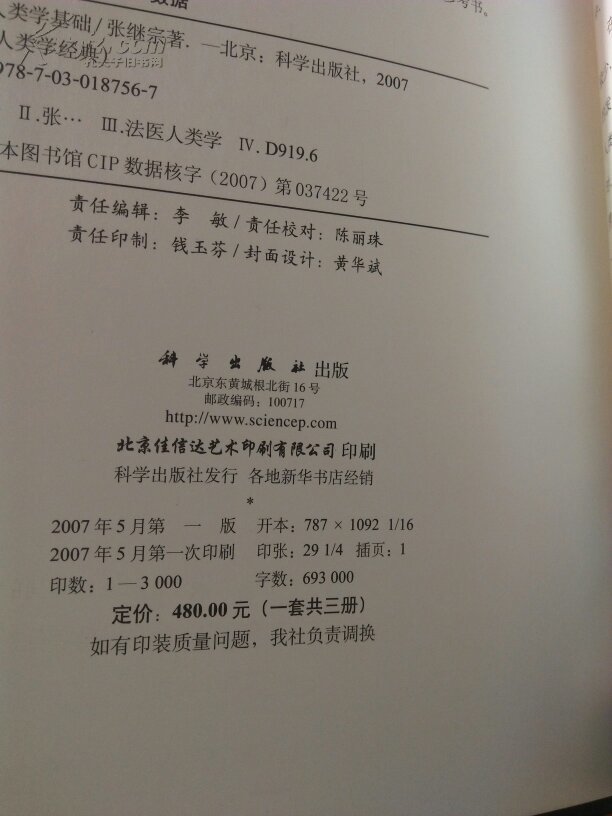 数据
考书。
人类学基础/张继宗著. —北京：科学出版社，2007
人类学经典）
978-7-03-018756-7
Ⅱ.张… Ⅲ.法医人类学 Ⅳ. D919.6
本图书馆 CIP 数据核字（2007）第 037422 号
责任编辑：李 敏/责任校对：陈丽珠
责任印制：钱玉芬/封面设计：黄华斌
科学出版社 出版
北京东黄城根北街 16 号
邮政编码：100717
http://www.sciencep.com
北京佳信达艺术印刷有限公司 印刷
科学出版社发行 各地新华书店经销
*
2007 年 5 月第 一 版 开本：787 × 1092 1/16
2007 年 5 月第一次印刷 印张：29 1/4 插页：1
印数：1—3 000 字数：693 000
定价：480.00 元（一套共三册）
如有印装质量问题，我社负责调换